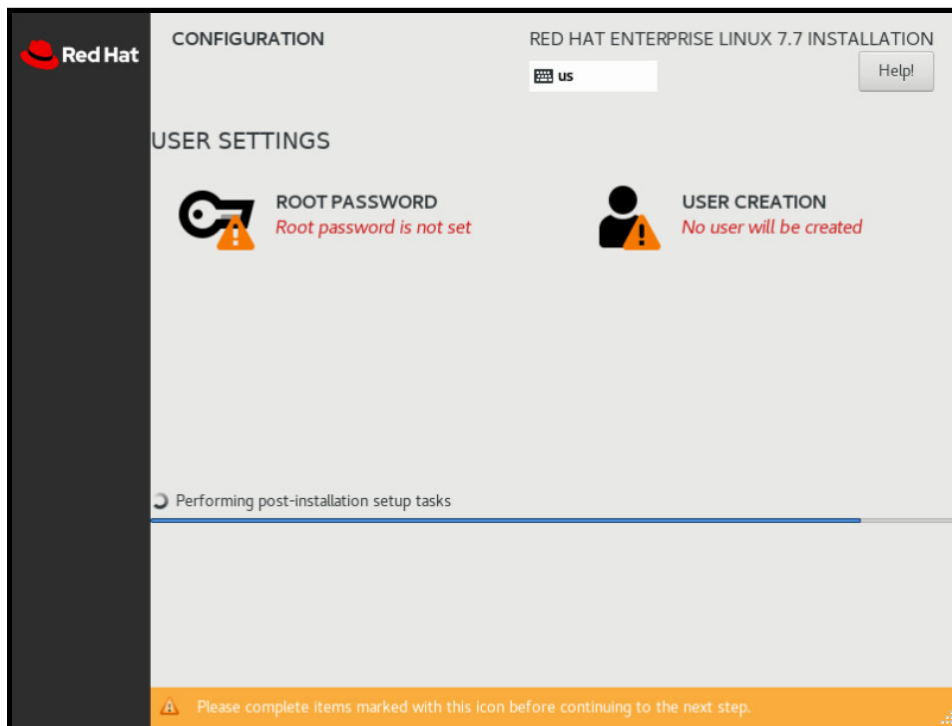 Red Hat
CONFIGURATION
RED HAT ENTERPRISE LINUX 7.7 INSTALLATION
us
Help!
USER SETTINGS
ROOT PASSWORD
Root password is not set
USER CREATION
No user will be created
Performing post-installation setup tasks
Please complete items marked with this icon before continuing to the next step.